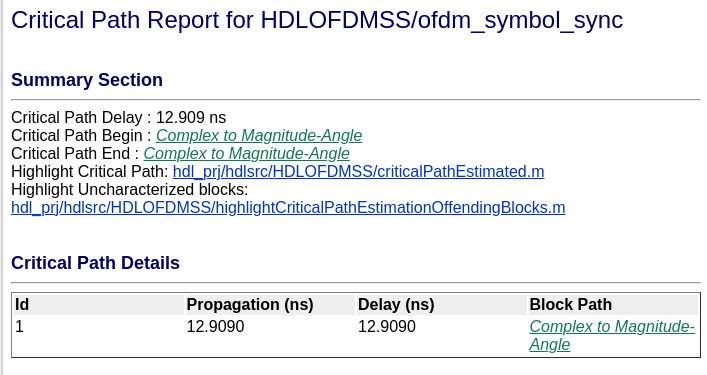 Critical Path Report for HDLOFDMSS/ofdm_symbol_sync
Summary Section
Critical Path Delay : 12.909 ns
Critical Path Begin : Complex to Magnitude-Angle
Critical Path End : Complex to Magnitude-Angle
Highlight Critical Path: hdl_prj/hdlsrc/HDLOFDMSS/criticalPathEstimated.m
Highlight Uncharacterized blocks:
hdl_prj/hdlsrc/HDLOFDMSS/highlightCriticalPathEstimationOffendingBlocks.m
Critical Path Details
Id Propagation (ns) Delay (ns) Block Path
1 12.9090 12.9090 Complex to Magnitude-
Angle